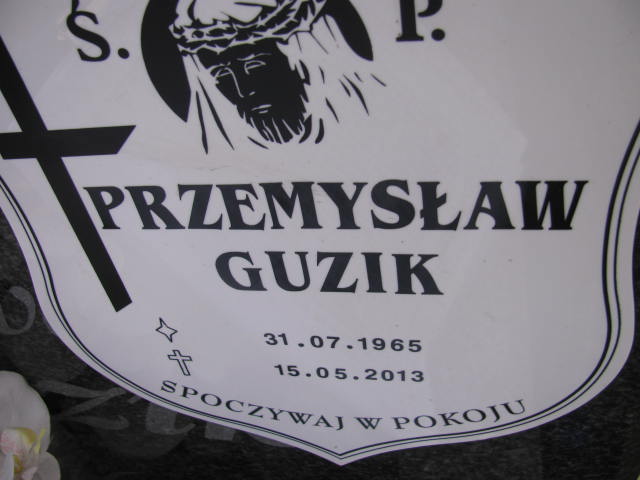 Ś. P.
PRZEMYSŁAW
GUZIK
31.07.1965
15.05.2013
SPOCZYWAJ W POKOJU